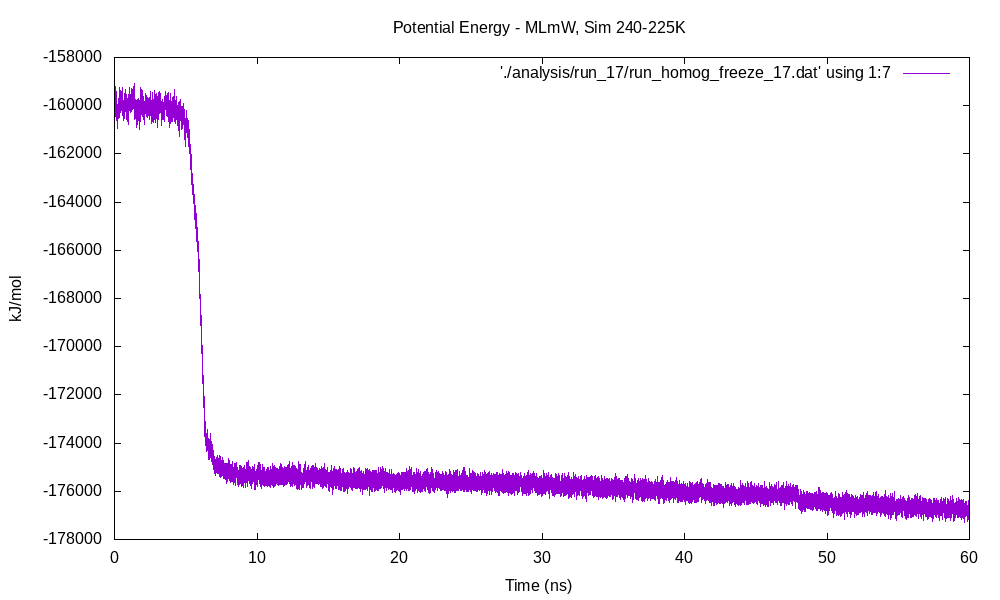 Potential Energy - MLmW, Sim 240-225K
'./analysis/run_17/run_homog_freeze_17.dat' using 1:7
-158000
-160000
-162000
-164000
-166000
-168000
-170000
-172000
-174000
-176000
-178000
kJ/mol
0 10 20 30 40 50 60
Time (ns)